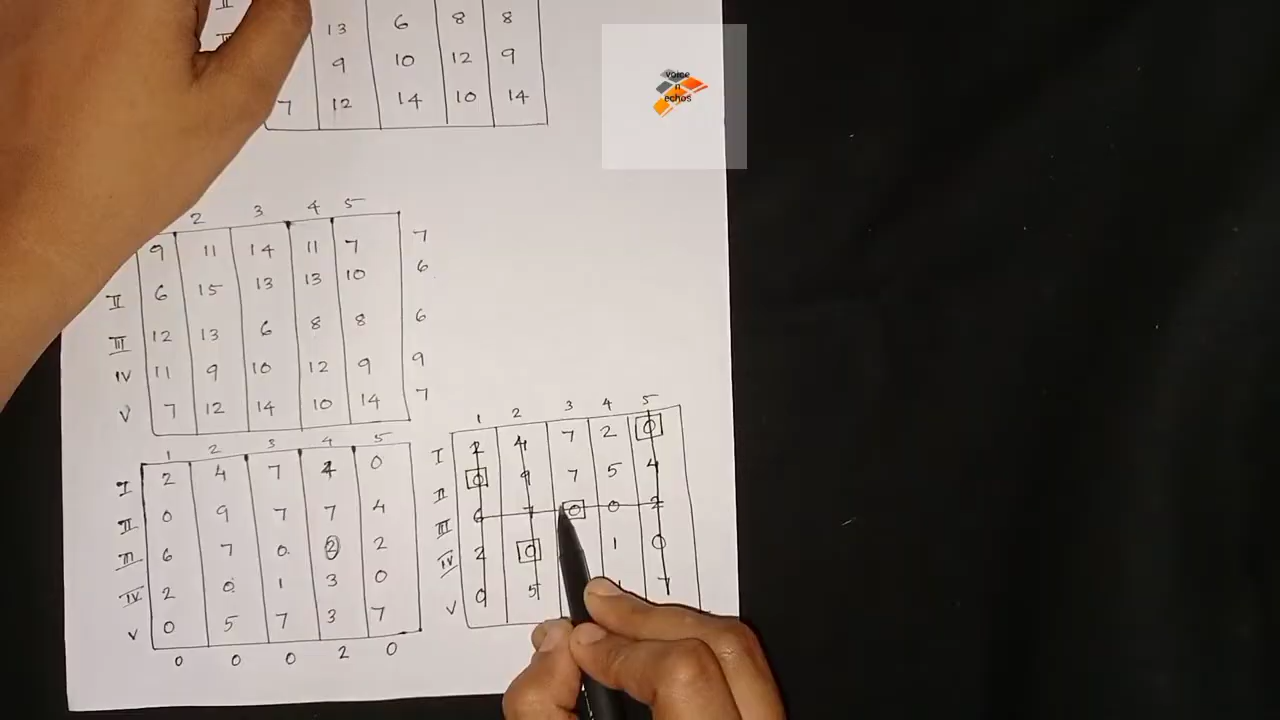 II
13 6 8 8
9 10 12 9
7 12 14 10 14
voice
n
echos
2 3 4 5
9 11 14 11 7 7
II 6 15 13 13 10 6
III 12 13 6 8 8 6
IV 11 9 10 12 9 9
V 7 12 14 10 14 7
1 2 3 4 5
I 2 4 7 0
II 0 9 7 7 4
III 6 7 0 2 2
IV 2 0 1 3 0
V 0 5 7 3 7
0 0 0 2 0
1 2 3 4 5
I 2 4 7 2 0
II 0 9 7 5 4
III 6 7 0 0 2
IV 2 0 1 0
V 0 5 1 7